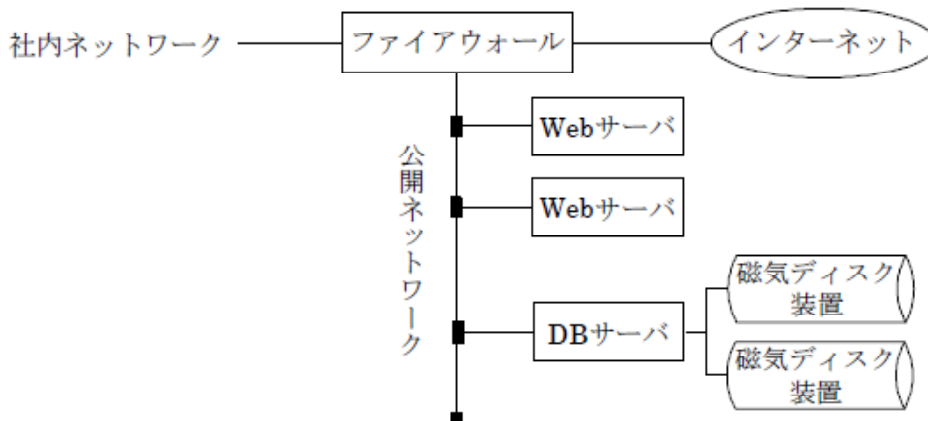 社内ネットワーク
ファイアウォール
インターネット
Webサーバ
公開ネットワーク
Webサーバ
磁気ディスク
装置
DBサーバ
磁気ディスク
装置